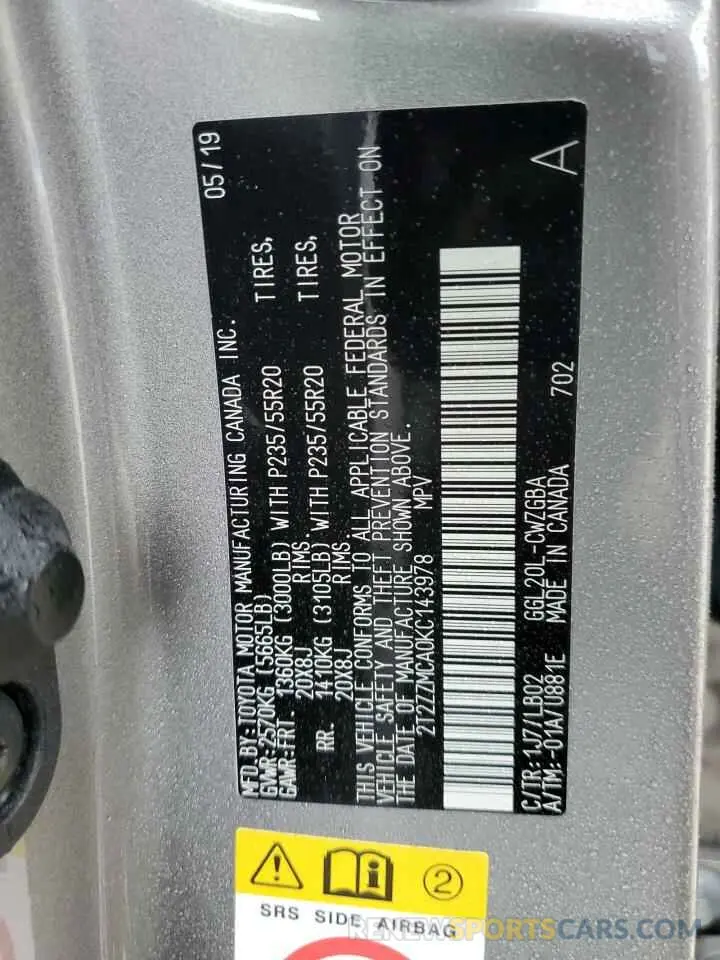 05/19
MFD.BY:TOYOTA MOTOR MANUFACTURING CANADA INC.
GVWR:2570KG (5665LB)
GAWR:FRT. 1360KG (3000LB) WITH P235/55R20 TIRES,
20X8J RIMS.
RR. 1410KG (3105LB) WITH P235/55R20 TIRES,
20X8J RIMS.
THIS VEHICLE CONFORMS TO ALL APPLICABLE FEDERAL MOTOR
VEHICLE SAFETY AND THEFT PREVENTION STANDARDS IN EFFECT ON
THE DATE OF MANUFACTURE SHOWN ABOVE.
2T2ZZMCA0KC143978 MPV
C/TR:1J7/LB02 GGL20L-CWZGBA 702
A/TM:-01A/U881E MADE IN CANADA
A
2
SRS SIDE AIRBAG
RENEWSPORTSCARS.COM